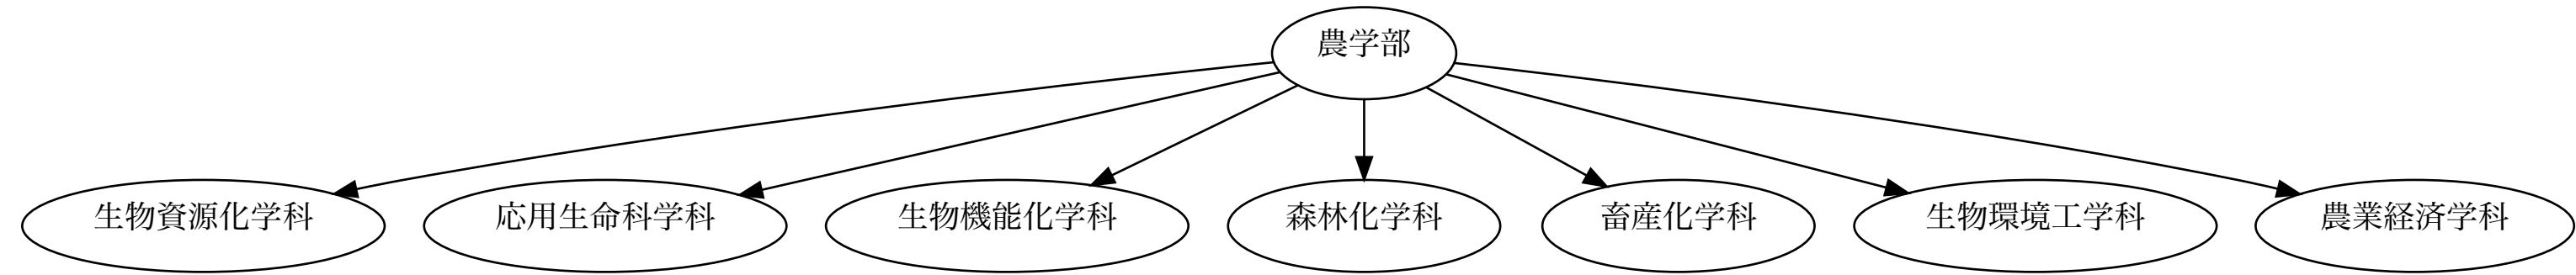 農学部
生物資源化学科
応用生命科学科
生物機能化学科
森林化学科
畜産化学科
生物環境工学科
農業経済学科